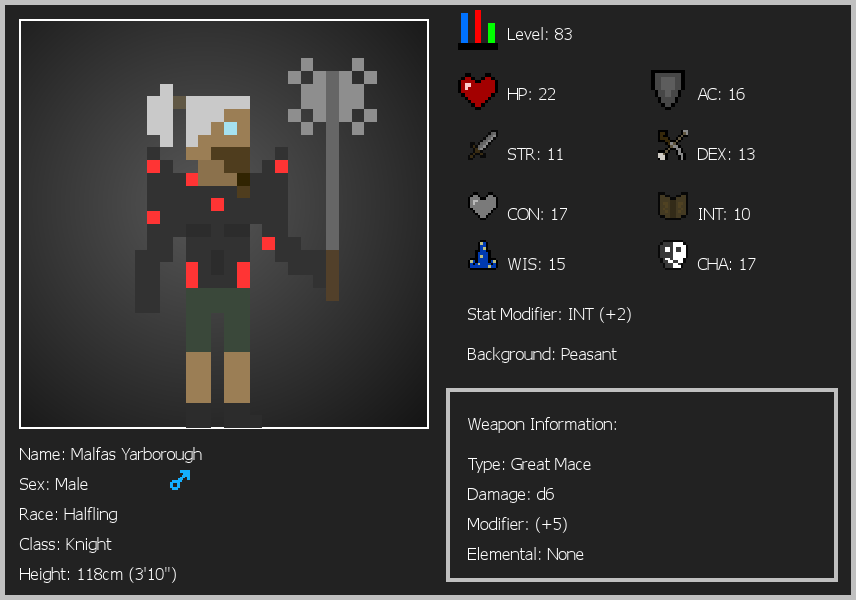 Level: 83
HP: 22
AC: 16
STR: 11
DEX: 13
CON: 17
INT: 10
WIS: 15
CHA: 17
Stat Modifier: INT (+2)
Background: Peasant
Weapon Information:
Type: Great Mace
Damage: d6
Modifier: (+5)
Elemental: None
Name: Malfas Yarborough
Sex: Male
Race: Halfling
Class: Knight
Height: 118cm (3'10")